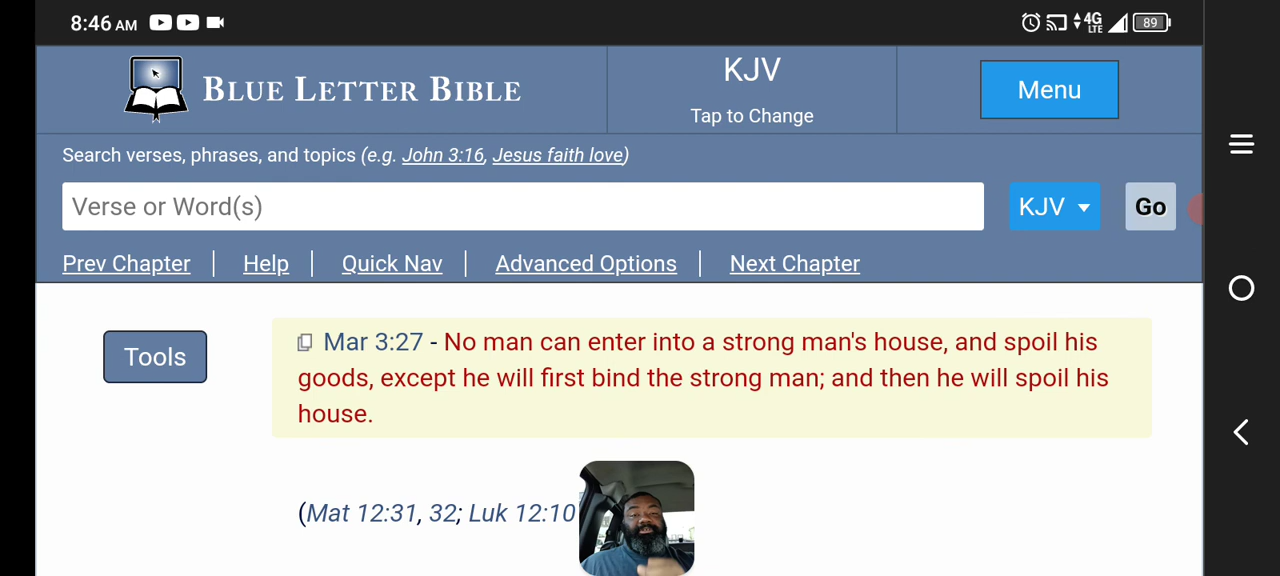 8:46 AM 4G LTE 89
BLUE LETTER BIBLE
KJV
Tap to Change
Menu
Search verses, phrases, and topics (e.g. John 3:16, Jesus faith love)
Verse or Word(s) KJV Go
Prev Chapter | Help | Quick Nav | Advanced Options | Next Chapter
Tools
Mar 3:27 - No man can enter into a strong man's house, and spoil his
goods, except he will first bind the strong man; and then he will spoil his
house.
(Mat 12:31, 32; Luk 12:10